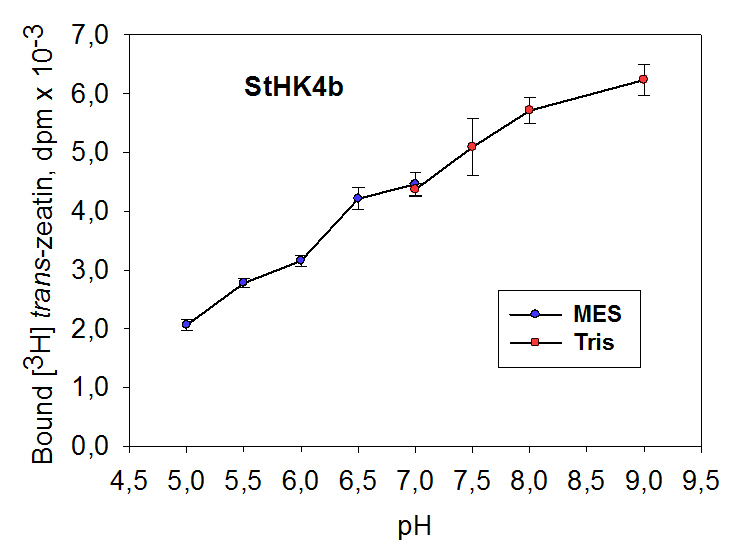 StHK4b
Bound [³H] trans-zeatin, dpm x 10⁻³
7,0
6,0
5,0
4,0
3,0
2,0
1,0
0,0
MES
Tris
4,5 5,0 5,5 6,0 6,5 7,0 7,5 8,0 8,5 9,0 9,5
pH